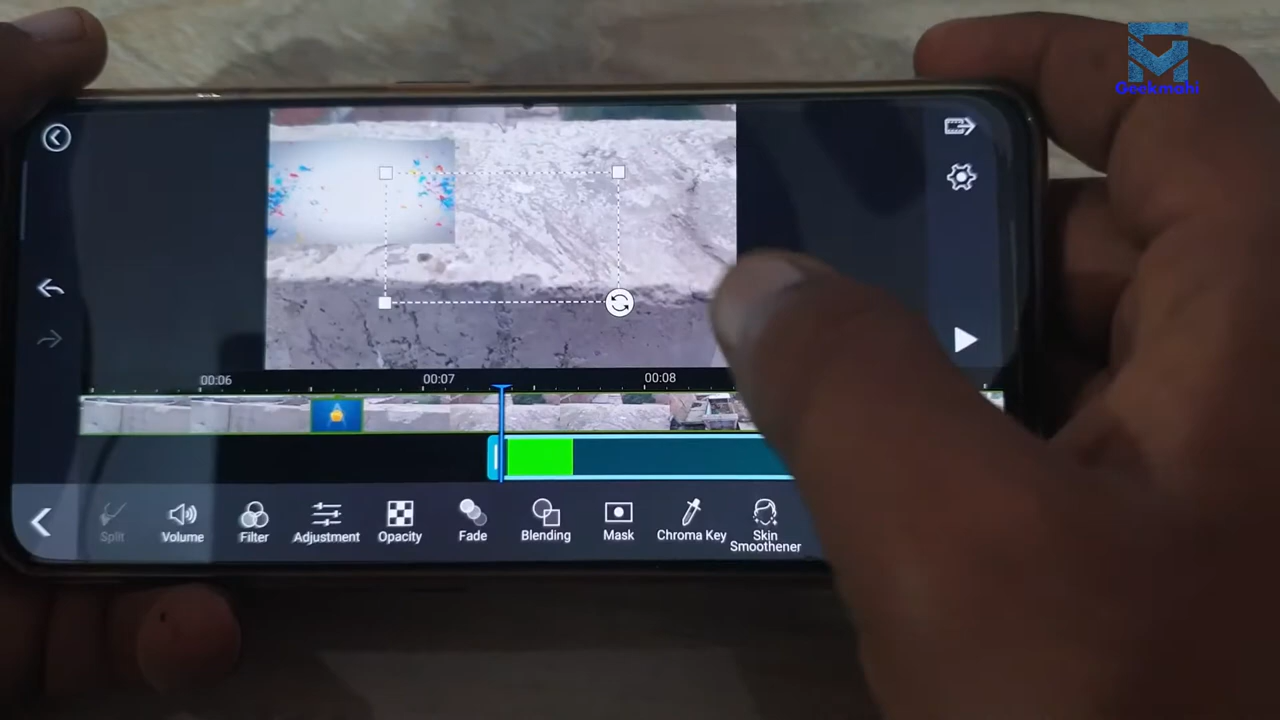 Geekmahi
00:06
00:07
00:08
Split
Volume
Filter
Adjustment
Opacity
Fade
Blending
Mask
Chroma Key
Skin
Smoothener